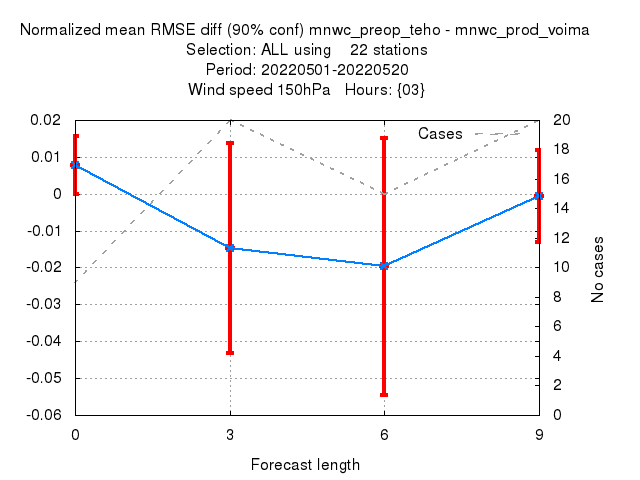 Normalized mean RMSE diff (90% conf) mnwc_preop_teho - mnwc_prod_voima
Selection: ALL using    22 stations
Period: 20220501-20220520
Wind speed 150hPa   Hours: {03}
Cases
0.02
0.01
0
-0.01
-0.02
-0.03
-0.04
-0.05
-0.06
20
18
16
14
12
10
8
6
4
2
0
No cases
0 3 6 9
Forecast length